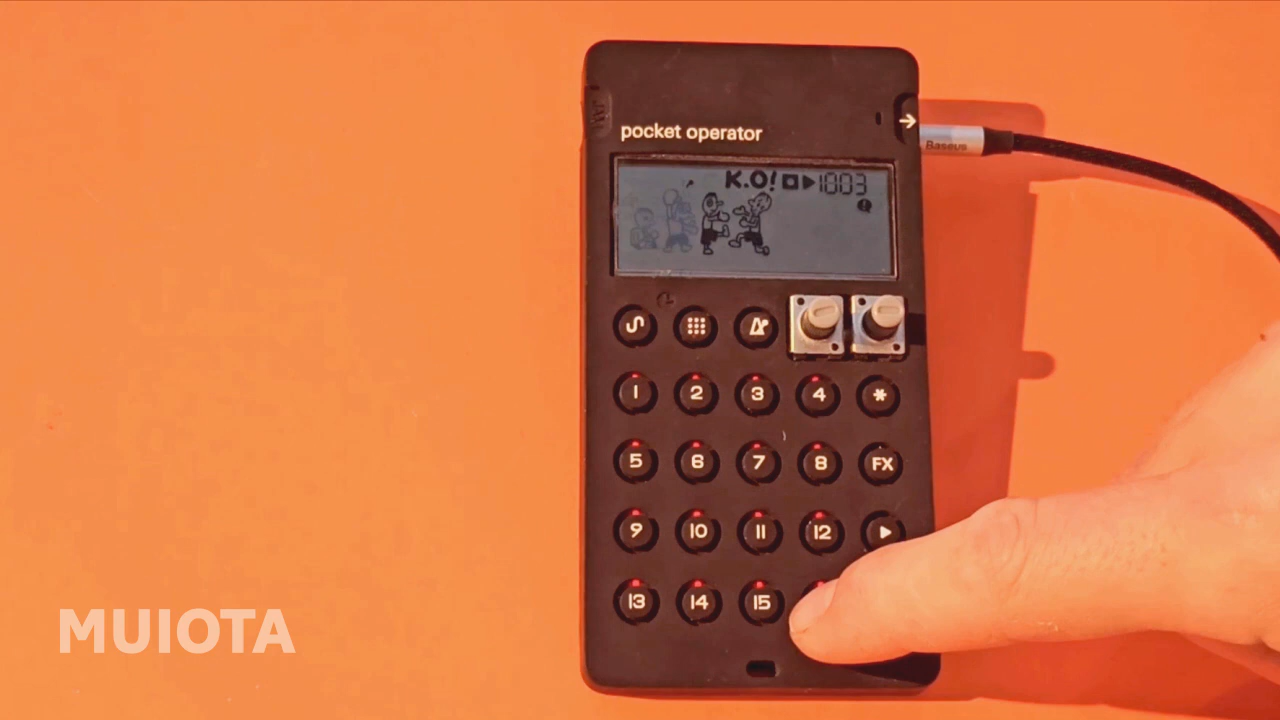 pocket operator
K.O! 1003
Baseus
1 2 3 4 *
5 6 7 8 FX
9 10 11 12
13 14 15
MUIOTA